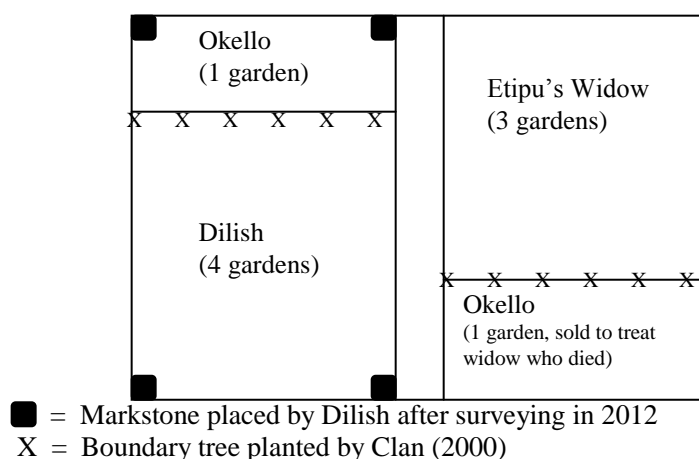 Okello
(1 garden)
Etipu’s Widow
(3 gardens)
X X X X X X
Dilish
(4 gardens)
X X X X X X
Okello
(1 garden, sold to treat
widow who died)
= Markstone placed by Dilish after surveying in 2012
X = Boundary tree planted by Clan (2000)